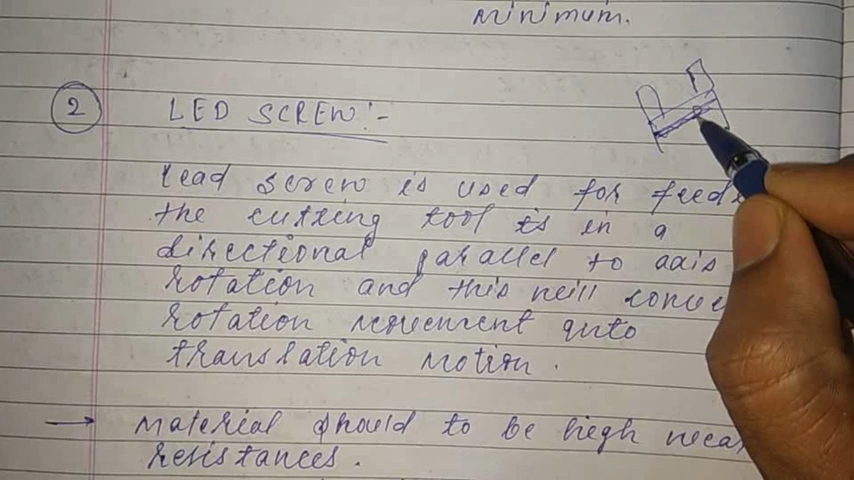 minimum.
2 LED SCREW:-
Lead screw is used for feed
the cutting tool is in a
directional parallel to axis
rotation and this will conve
rotation movement into
translation motion.
→ Material should to be high wear
resistances.